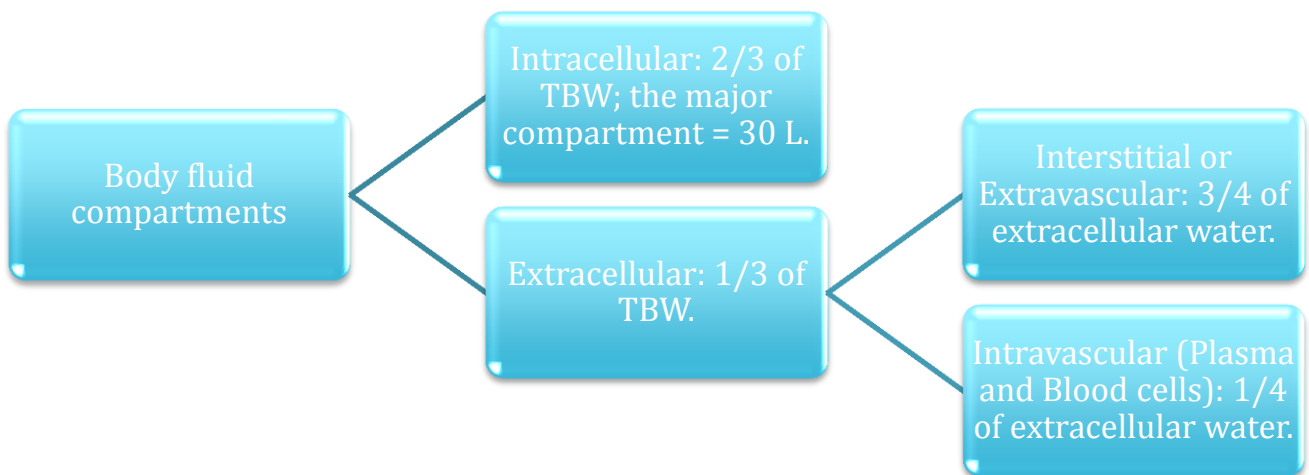 Body fluid
compartments
Intracellular: 2/3 of
TBW; the major
compartment = 30 L.
Extracellular: 1/3 of
TBW.
Interstitial or
Extravascular: 3/4 of
extracellular water.
Intravascular (Plasma
and Blood cells): 1/4
of extracellular water.